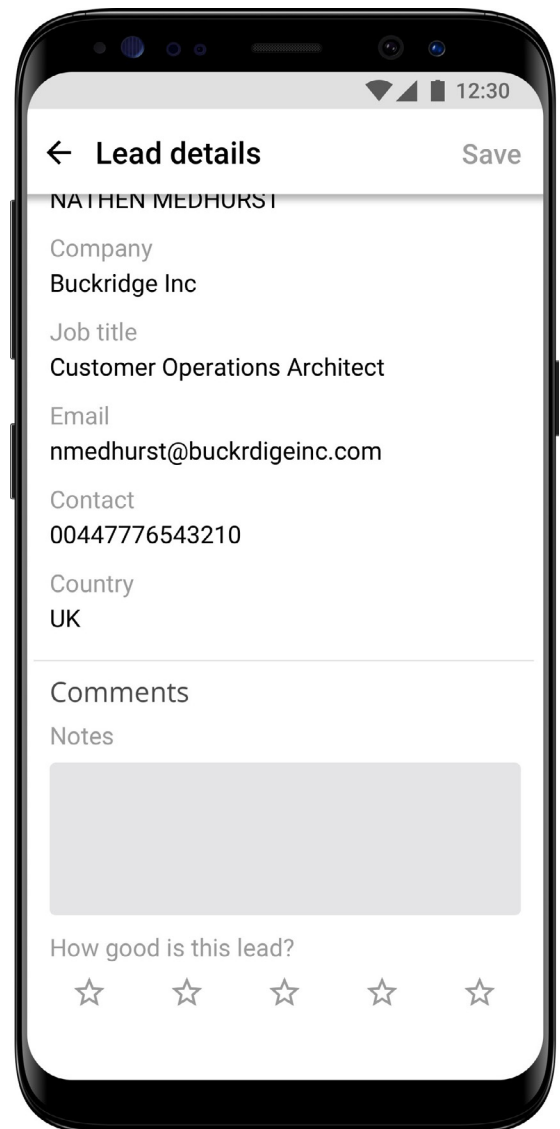 12:30
Lead details
Save
NATHEN MEDHURST
Company
Buckridge Inc
Job title
Customer Operations Architect
Email
nmedhurst@buckrdigeinc.com
Contact
00447776543210
Country
UK
Comments
Notes
How good is this lead?